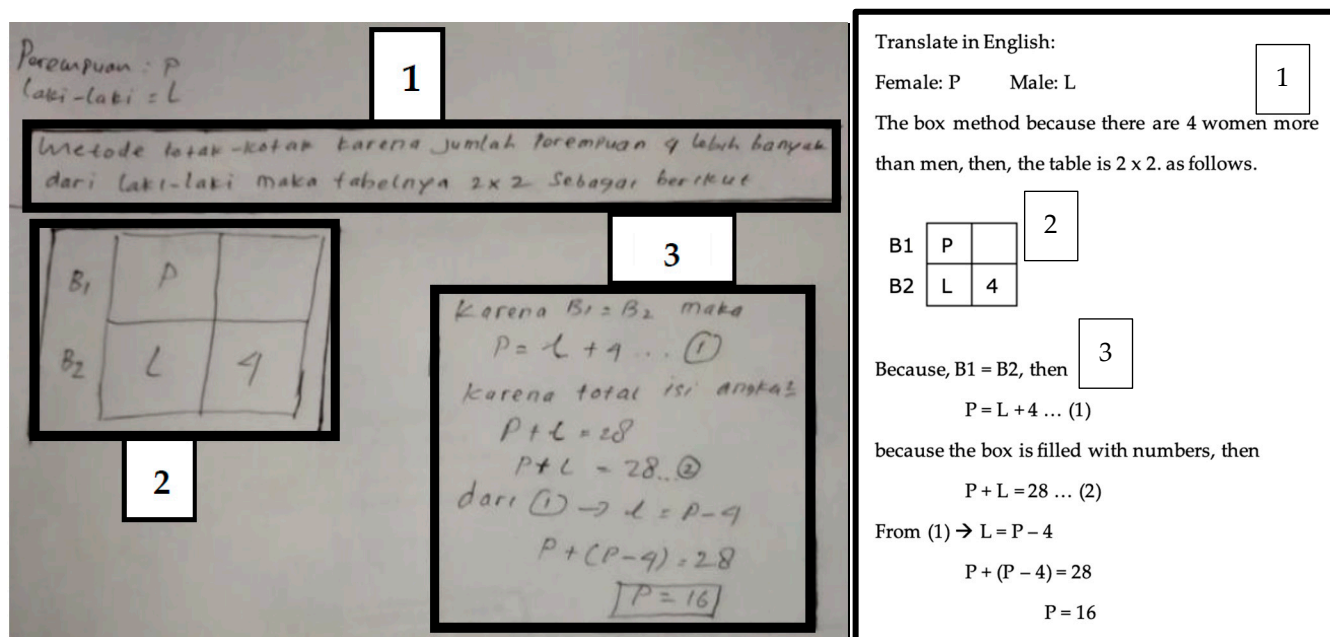 Perempuan : P
Laki-laki = L
1
Metode kotak-kotak karena jumlah Perempuan 4 lebih banyak
dari laki-laki maka tabelnya 2x2 sebagai berikut
B1 P
B2 L 4
2
3
Karena B1 = B2 maka
P = L + 4 ... (1)
Karena total isi angka²
P + L = 28
P + L = 28 .. (2)
dari (1) → L = P - 4
P + (P - 4) = 28
P = 16
Translate in English:
1
Female: P Male: L
The box method because there are 4 women more
than men, then, the table is 2 x 2. as follows.
2
B1 P
B2 L 4
3
Because, B1 = B2, then
P = L + 4 ... (1)
because the box is filled with numbers, then
P + L = 28 ... (2)
From (1) → L = P – 4
P + (P – 4) = 28
P = 16